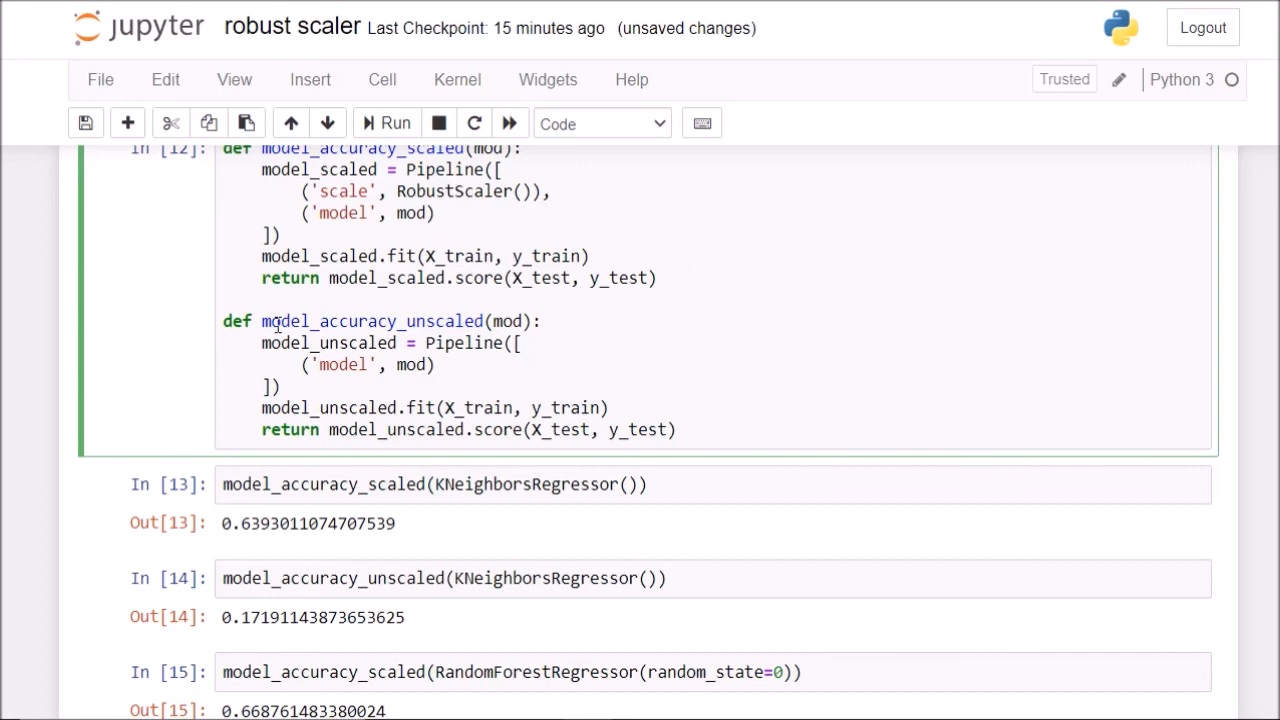 jupyter robust scaler Last Checkpoint: 15 minutes ago (unsaved changes) Logout
File Edit View Insert Cell Kernel Widgets Help Trusted Python 3
Run Code
In [12]: def model_accuracy_scaled(mod):
model_scaled = Pipeline([
('scale', RobustScaler()),
('model', mod)
])
model_scaled.fit(X_train, y_train)
return model_scaled.score(X_test, y_test)
def model_accuracy_unscaled(mod):
model_unscaled = Pipeline([
('model', mod)
])
model_unscaled.fit(X_train, y_train)
return model_unscaled.score(X_test, y_test)
In [13]: model_accuracy_scaled(KNeighborsRegressor())
Out[13]: 0.6393011074707539
In [14]: model_accuracy_unscaled(KNeighborsRegressor())
Out[14]: 0.17191143873653625
In [15]: model_accuracy_scaled(RandomForestRegressor(random_state=0))
Out[15]: 0.668761483380024